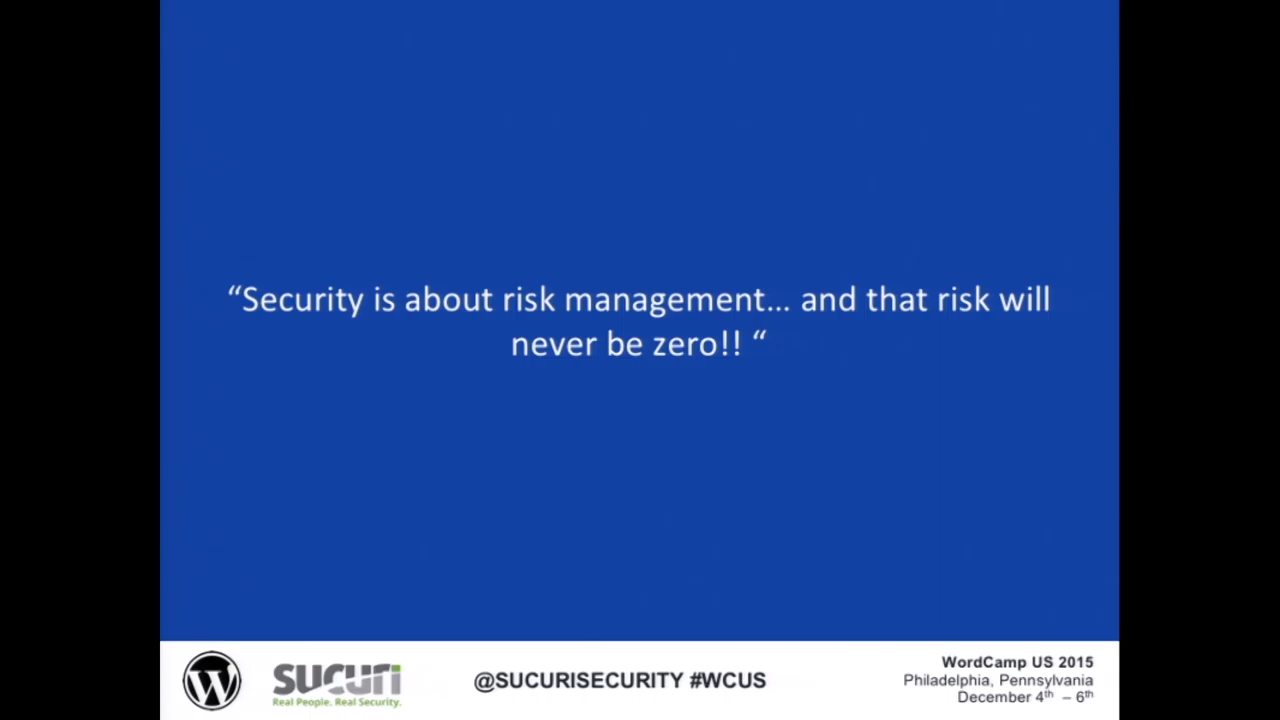 “Security is about risk management... and that risk will
never be zero!! “
SUCURI
Real People. Real Security.
@SUCURISECURITY #WCUS
WordCamp US 2015
Philadelphia, Pennsylvania
December 4th – 6th